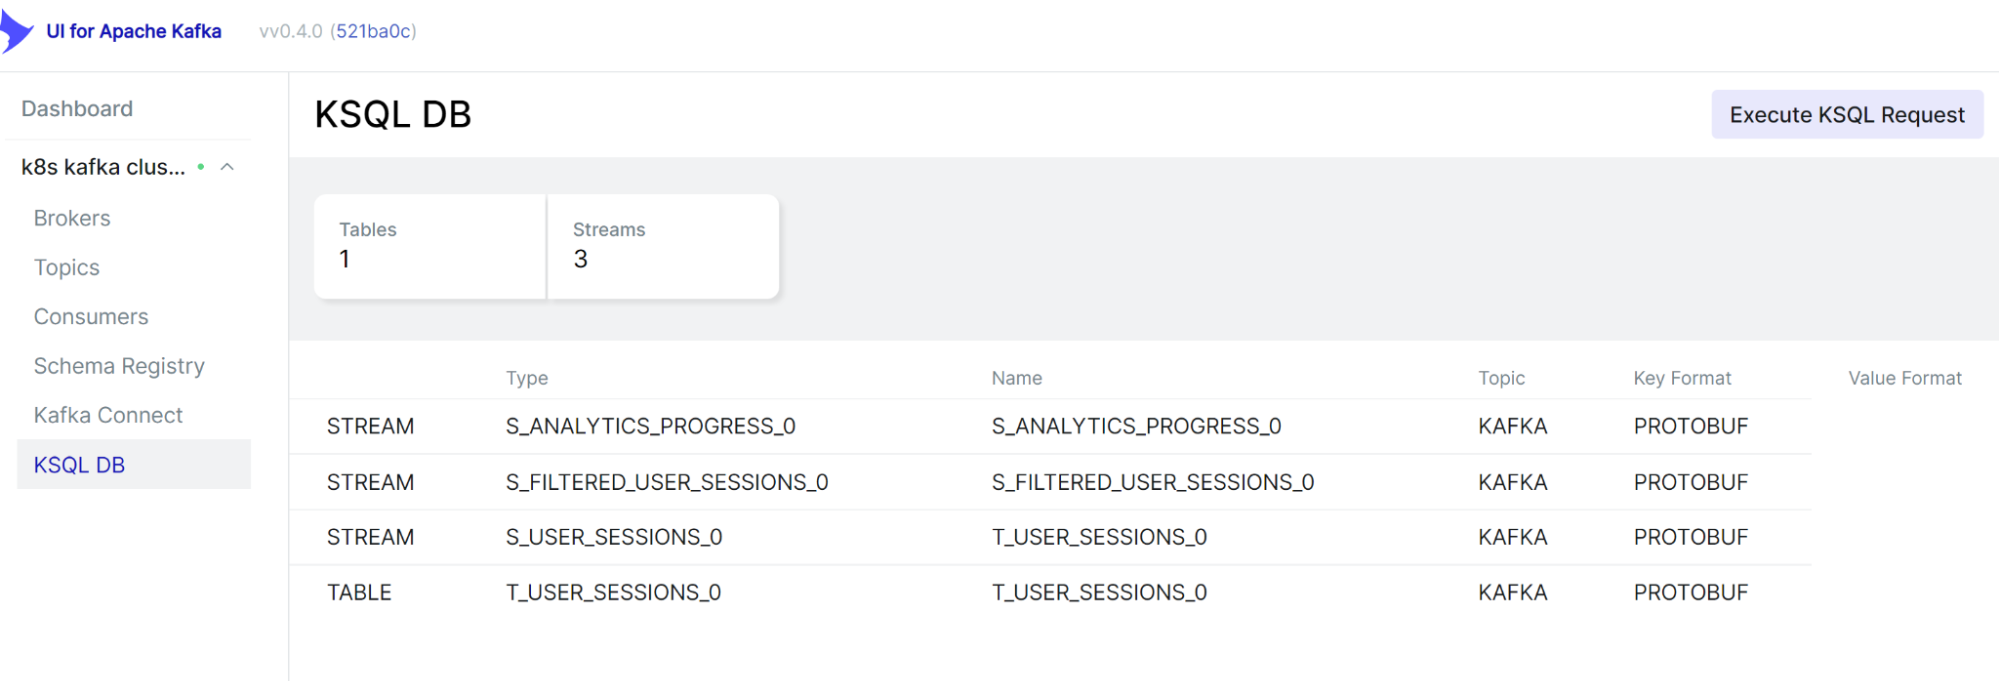 UI for Apache Kafka vv0.4.0 (521ba0c)
Dashboard
k8s kafka clus...
Brokers
Topics
Consumers
Schema Registry
Kafka Connect
KSQL DB
KSQL DB
Execute KSQL Request
Tables Streams
1 3
Type Name Topic Key Format Value Format
STREAM S_ANALYTICS_PROGRESS_0 S_ANALYTICS_PROGRESS_0 KAFKA PROTOBUF
STREAM S_FILTERED_USER_SESSIONS_0 S_FILTERED_USER_SESSIONS_0 KAFKA PROTOBUF
STREAM S_USER_SESSIONS_0 T_USER_SESSIONS_0 KAFKA PROTOBUF
TABLE T_USER_SESSIONS_0 T_USER_SESSIONS_0 KAFKA PROTOBUF